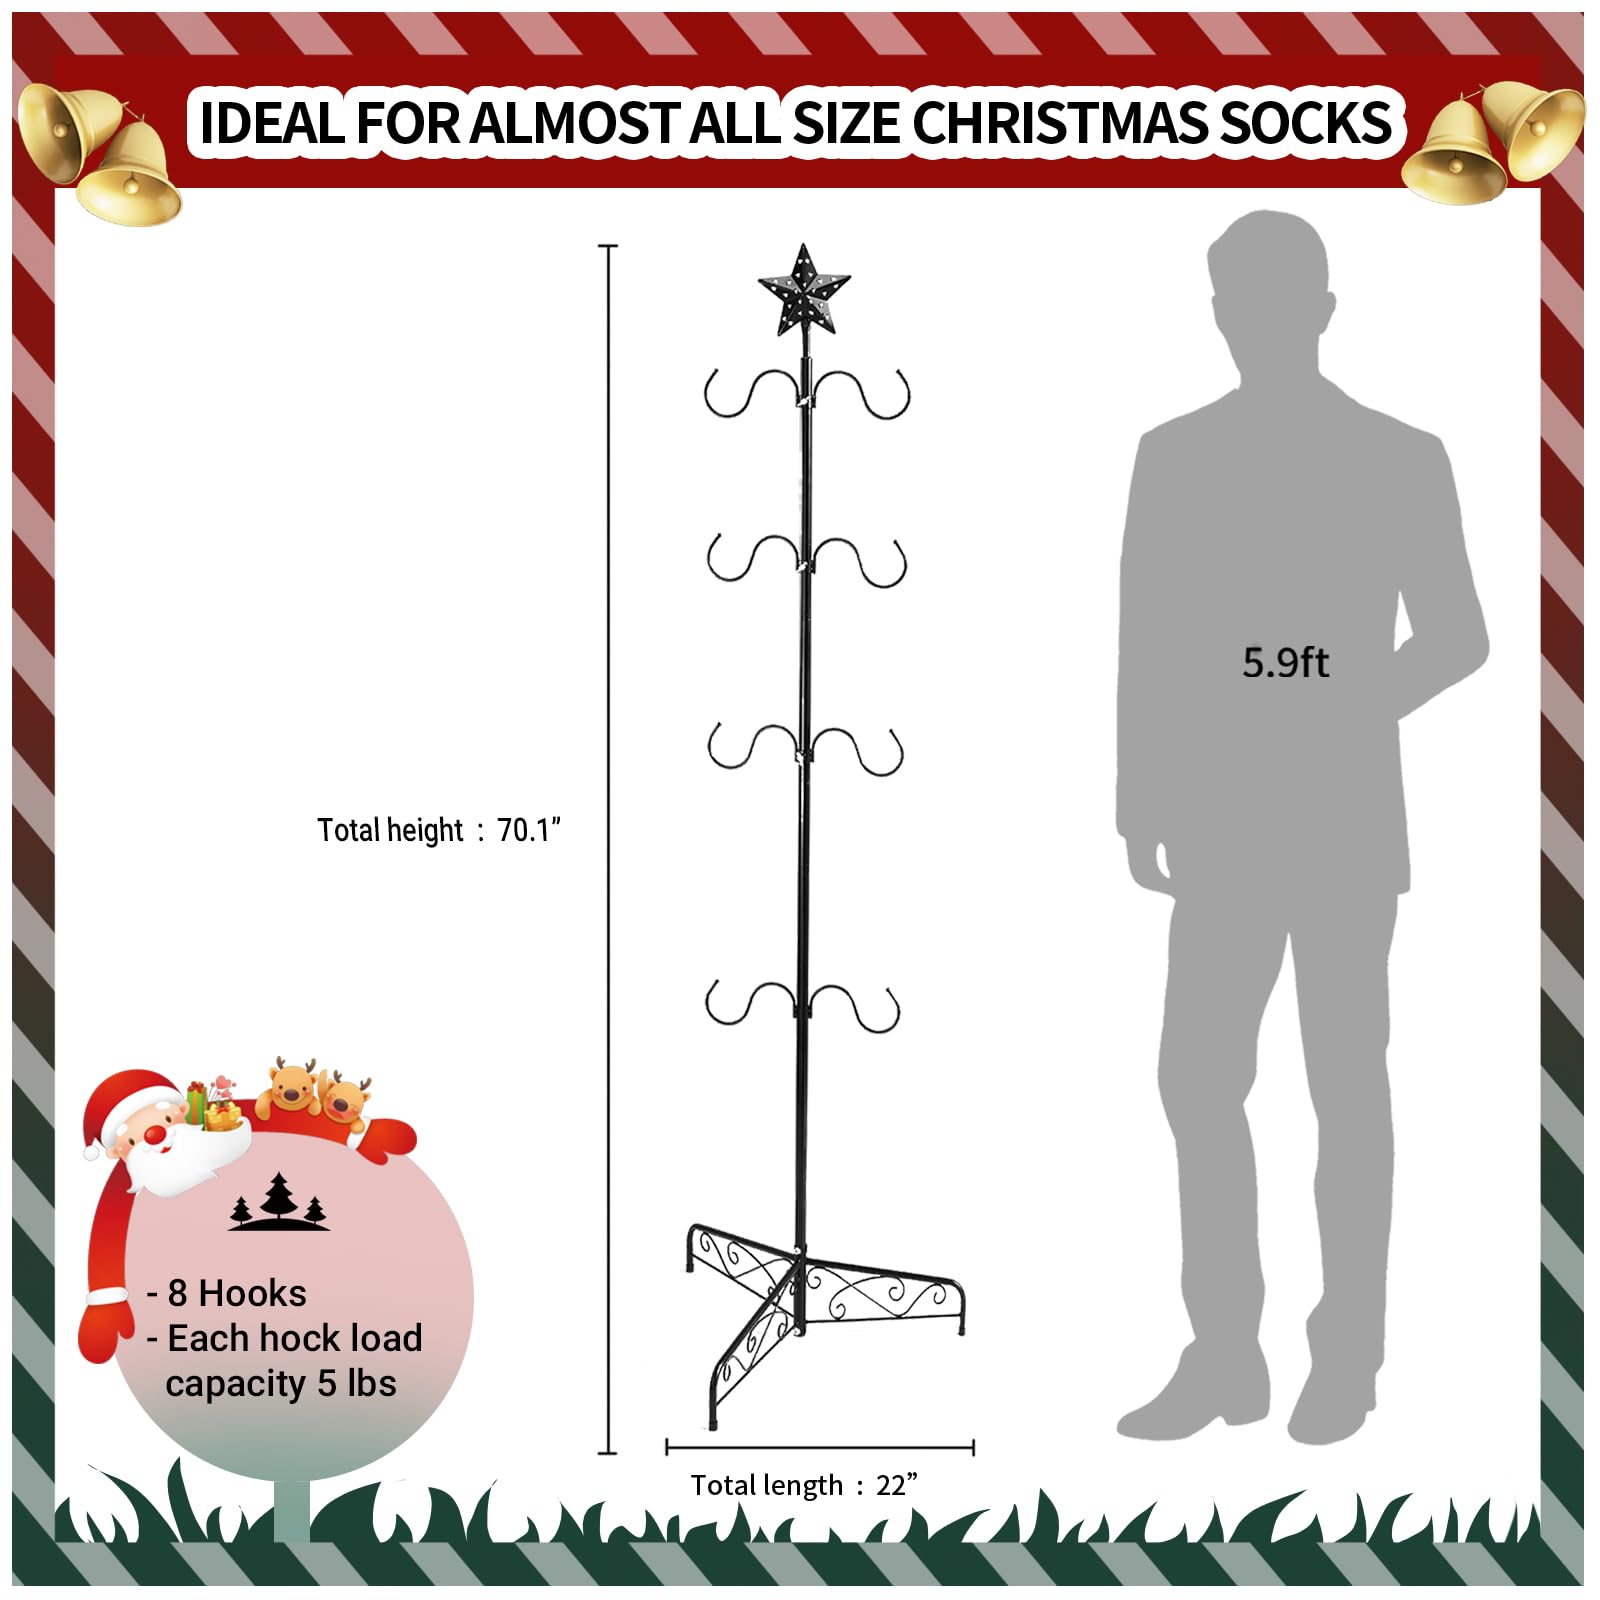 IDEAL FOR ALMOST ALL SIZE CHRISTMAS SOCKS
5.9ft
Total height : 70.1”
- 8 Hooks
- Each hock load
capacity 5 lbs
Total length : 22”